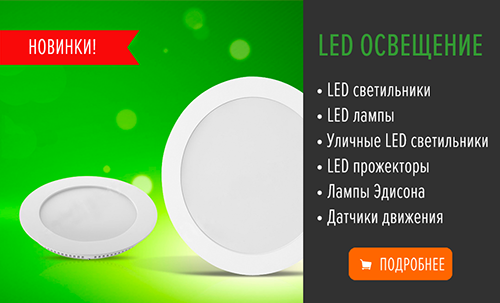 НОВИНКИ!
LED ОСВЕЩЕНИЕ
• LED светильники
• LED лампы
• Уличные LED светильники
• LED прожекторы
• Лампы Эдисона
• Датчики движения
ПОДРОБНЕЕ